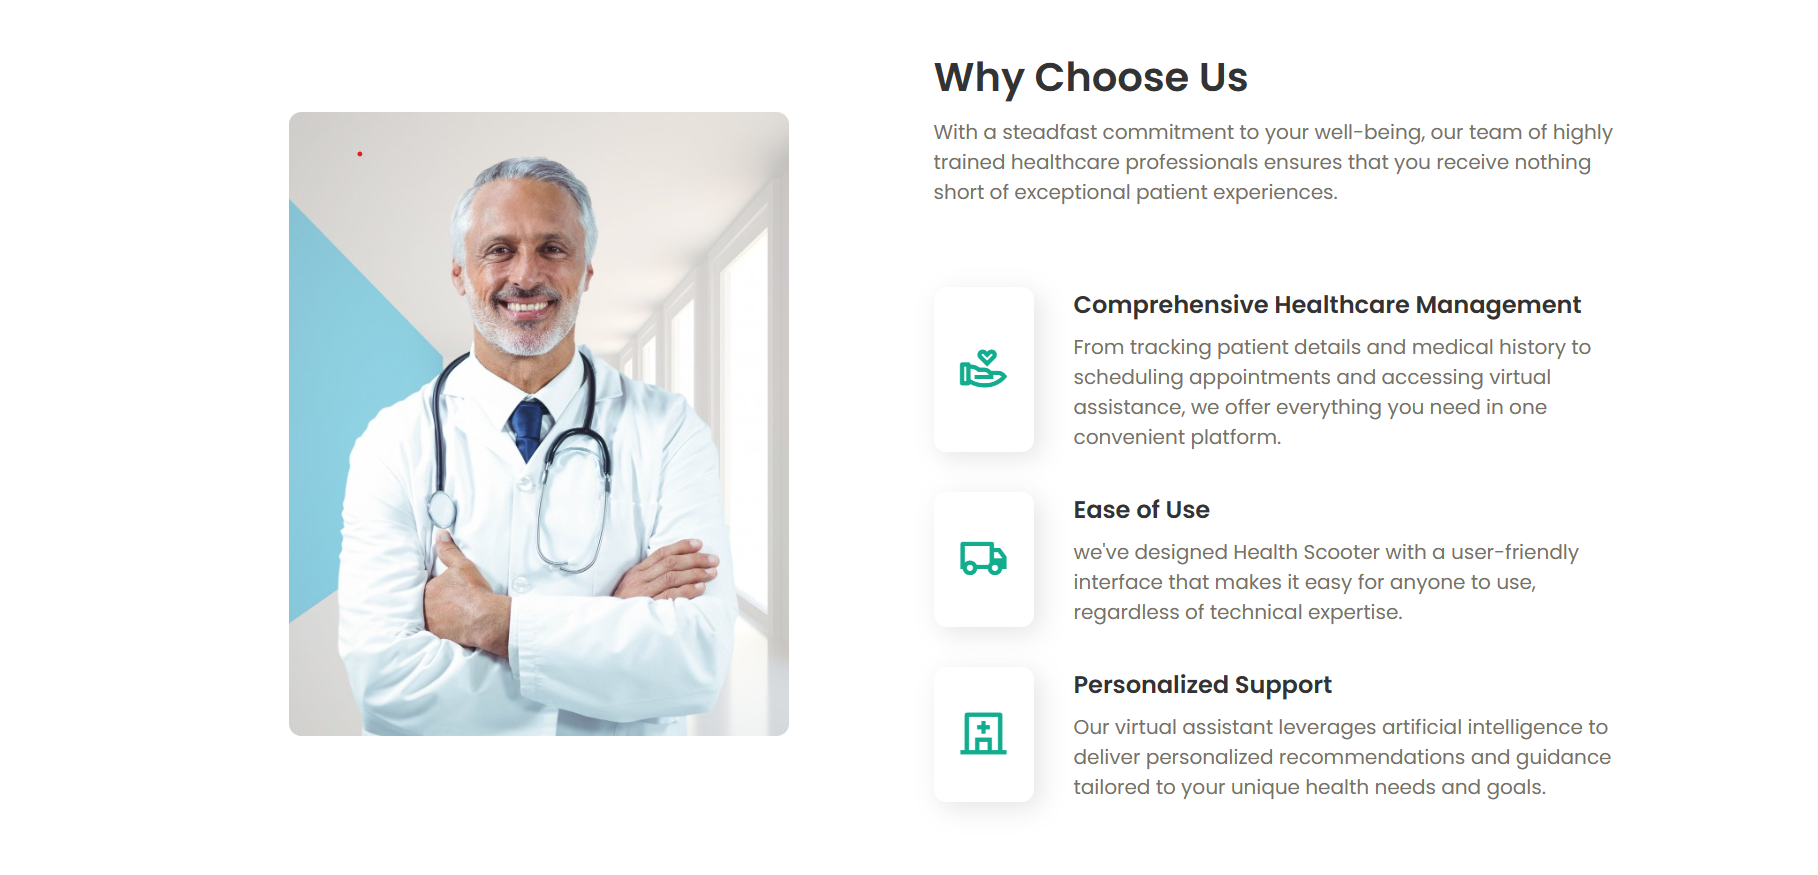 Why Choose Us
With a steadfast commitment to your well-being, our team of highly
trained healthcare professionals ensures that you receive nothing
short of exceptional patient experiences.
Comprehensive Healthcare Management
From tracking patient details and medical history to
scheduling appointments and accessing virtual
assistance, we offer everything you need in one
convenient platform.
Ease of Use
we've designed Health Scooter with a user-friendly
interface that makes it easy for anyone to use,
regardless of technical expertise.
Personalized Support
Our virtual assistant leverages artificial intelligence to
deliver personalized recommendations and guidance
tailored to your unique health needs and goals.